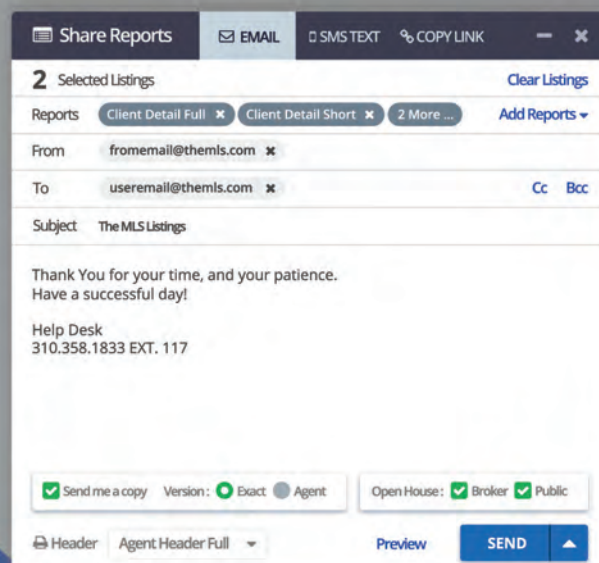 Share Reports EMAIL SMS TEXT COPY LINK
2 Selected Listings Clear Listings
Reports Client Detail Full Client Detail Short 2 More ... Add Reports
From fromemail@themls.com
To useremail@themls.com Cc Bcc
Subject The MLS Listings
Thank You for your time, and your patience.
Have a successful day!
Help Desk
310.358.1833 EXT. 117
Send me a copy Version: Exact Agent Open House: Broker Public
Header Agent Header Full Preview SEND